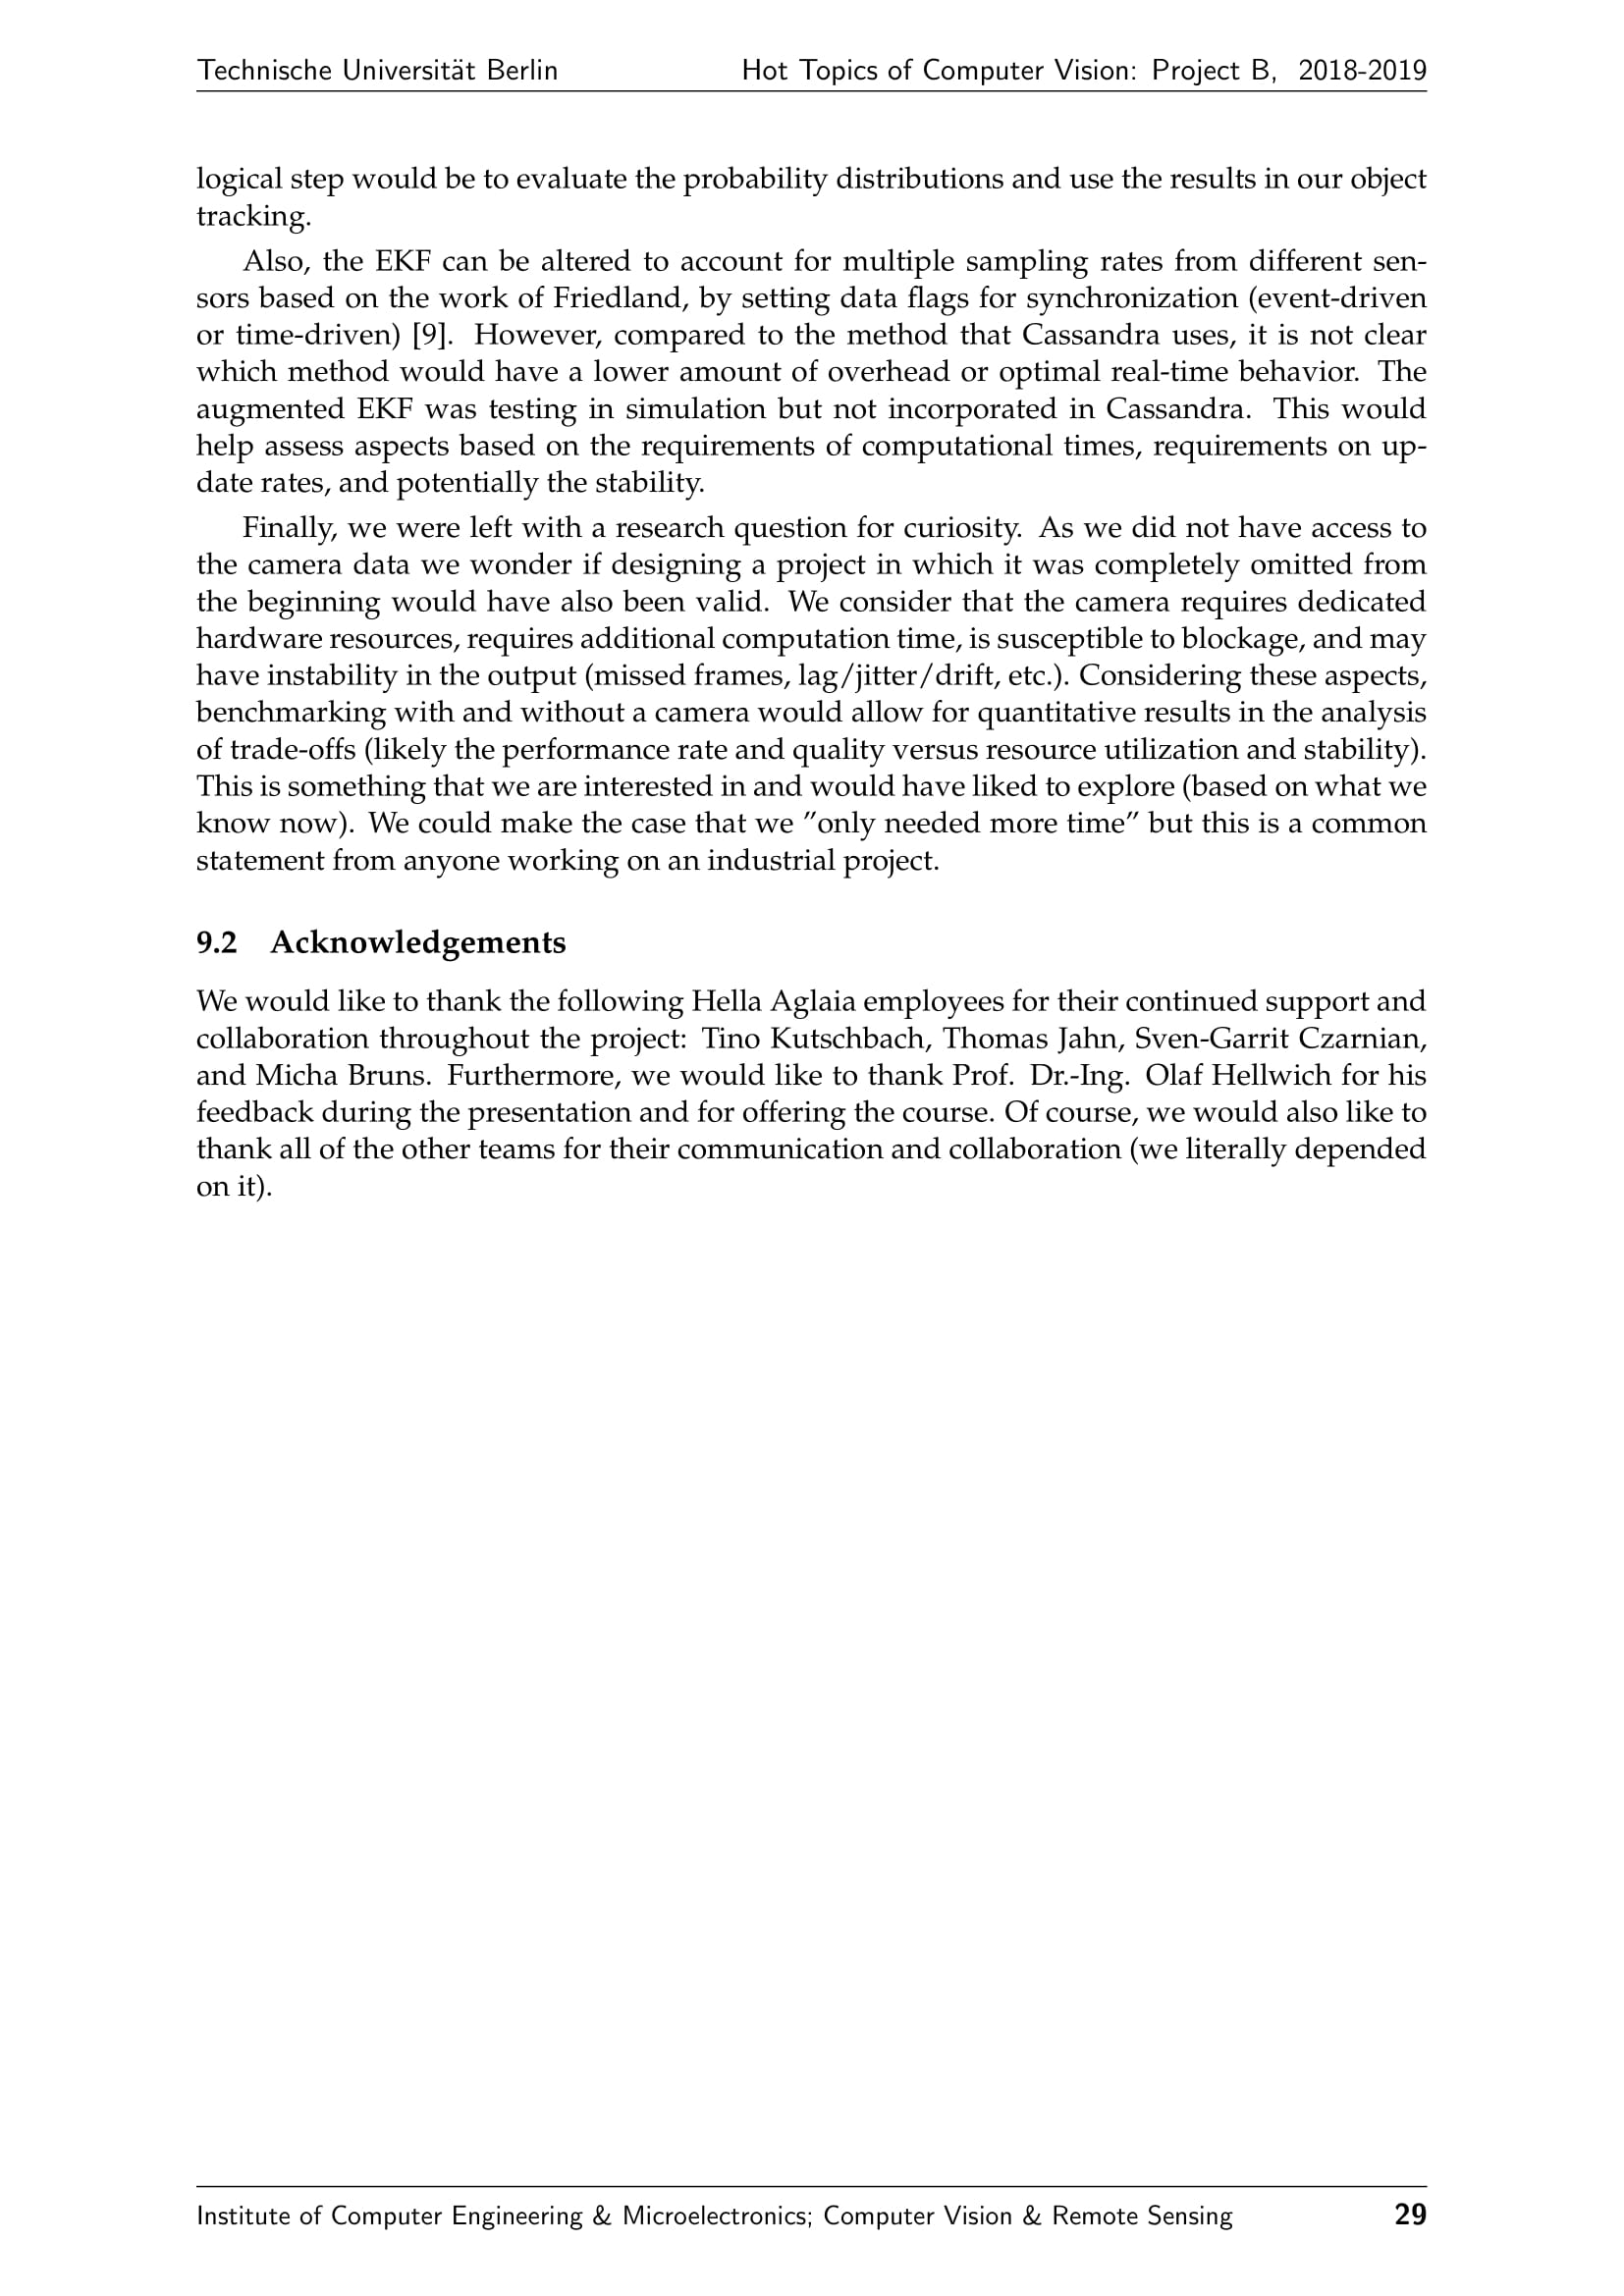 Technische Universität Berlin Hot Topics of Computer Vision: Project B, 2018-2019
logical step would be to evaluate the probability distributions and use the results in our object
tracking.
Also, the EKF can be altered to account for multiple sampling rates from different sen-
sors based on the work of Friedland, by setting data flags for synchronization (event-driven
or time-driven) [9]. However, compared to the method that Cassandra uses, it is not clear
which method would have a lower amount of overhead or optimal real-time behavior. The
augmented EKF was testing in simulation but not incorporated in Cassandra. This would
help assess aspects based on the requirements of computational times, requirements on up-
date rates, and potentially the stability.
Finally, we were left with a research question for curiosity. As we did not have access to
the camera data we wonder if designing a project in which it was completely omitted from
the beginning would have also been valid. We consider that the camera requires dedicated
hardware resources, requires additional computation time, is susceptible to blockage, and may
have instability in the output (missed frames, lag/jitter/drift, etc.). Considering these aspects,
benchmarking with and without a camera would allow for quantitative results in the analysis
of trade-offs (likely the performance rate and quality versus resource utilization and stability).
This is something that we are interested in and would have liked to explore (based on what we
know now). We could make the case that we ”only needed more time” but this is a common
statement from anyone working on an industrial project.
9.2 Acknowledgements
We would like to thank the following Hella Aglaia employees for their continued support and
collaboration throughout the project: Tino Kutschbach, Thomas Jahn, Sven-Garrit Czarnian,
and Micha Bruns. Furthermore, we would like to thank Prof. Dr.-Ing. Olaf Hellwich for his
feedback during the presentation and for offering the course. Of course, we would also like to
thank all of the other teams for their communication and collaboration (we literally depended
on it).
Institute of Computer Engineering & Microelectronics; Computer Vision & Remote Sensing 29